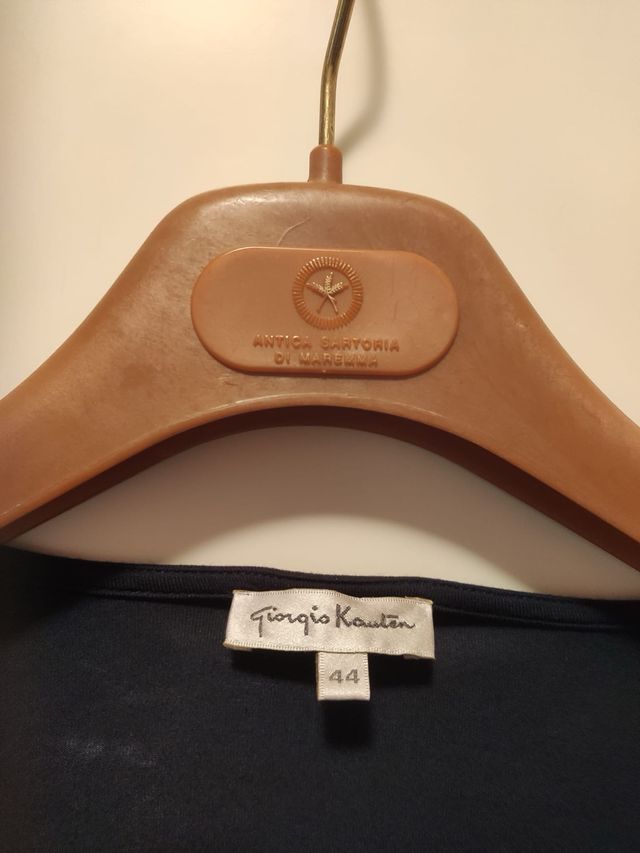 ANTICA SARTORIA
DI MAREMMA
Giorgio Kauten
44